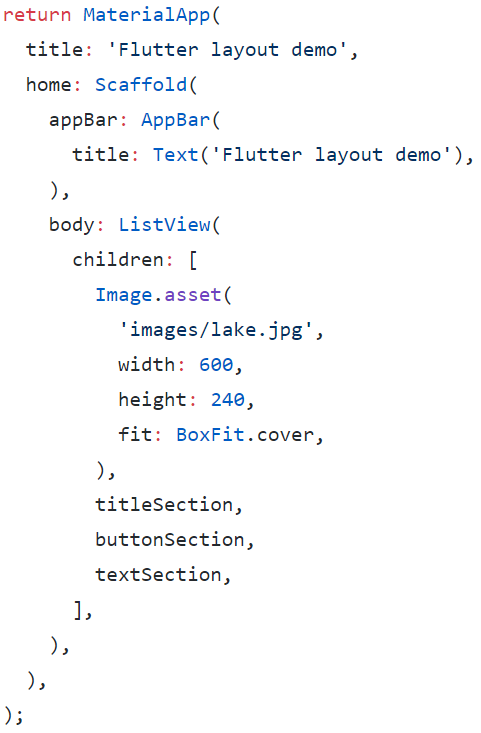 return MaterialApp(
  title: 'Flutter layout demo',
  home: Scaffold(
    appBar: AppBar(
      title: Text('Flutter layout demo'),
    ),
    body: ListView(
      children: [
        Image.asset(
          'images/lake.jpg',
          width: 600,
          height: 240,
          fit: BoxFit.cover,
        ),
        titleSection,
        buttonSection,
        textSection,
      ],
    ),
  ),
);